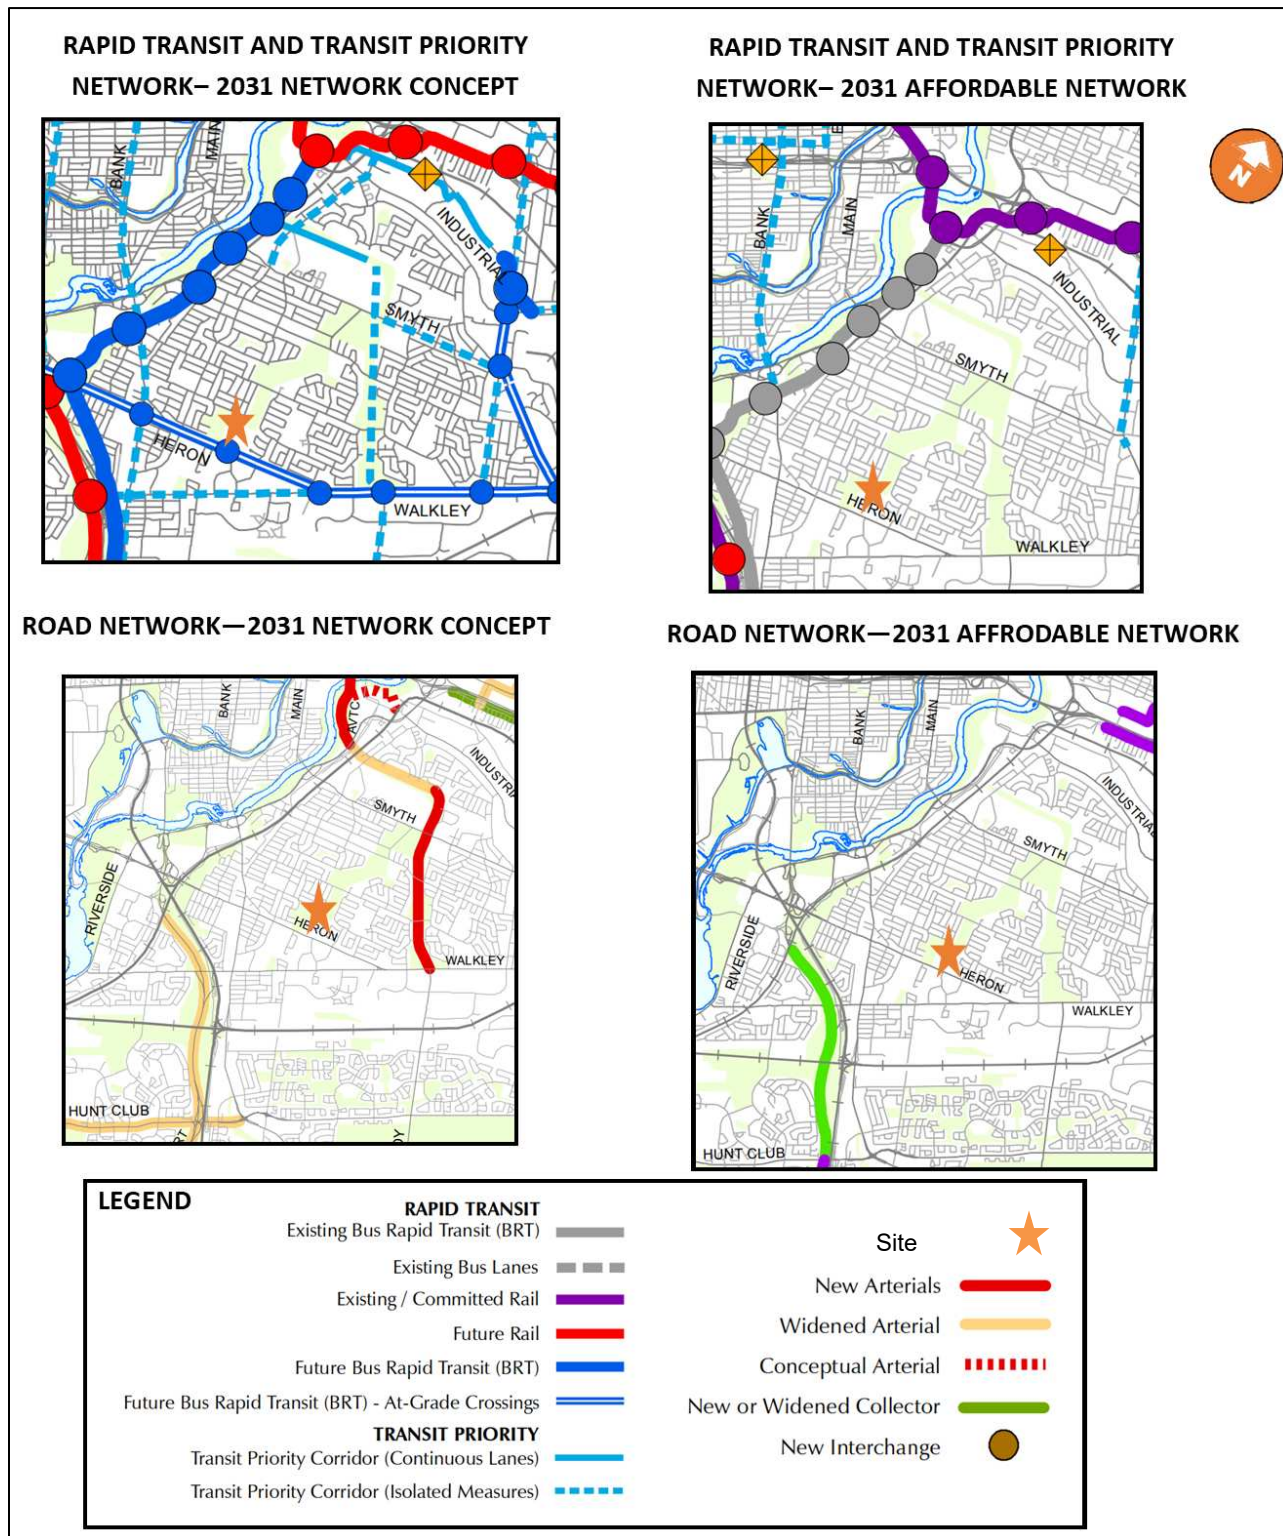 RAPID TRANSIT AND TRANSIT PRIORITY
NETWORK– 2031 NETWORK CONCEPT
RAPID TRANSIT AND TRANSIT PRIORITY
NETWORK– 2031 AFFORDABLE NETWORK
N
BANK
MAIN
INDUSTRIAL
SMYTH
HERON
WALKLEY
BANK
MAIN
INDUSTRIAL
SMYTH
HERON
WALKLEY
ROAD NETWORK—2031 NETWORK CONCEPT
ROAD NETWORK—2031 AFFRODABLE NETWORK
BANK
MAIN
AVTC
INDUSTRIA
SMYTH
RIVERSIDE
HERON
WALKLEY
HUNT CLUB
RT
DY
BANK
MAIN
INDUSTRIAL
SMYTH
RIVERSIDE
HERON
WALKLEY
HUNT CLUB
LEGEND
RAPID TRANSIT
Existing Bus Rapid Transit (BRT)
Existing Bus Lanes
Existing / Committed Rail
Future Rail
Future Bus Rapid Transit (BRT)
Future Bus Rapid Transit (BRT) - At-Grade Crossings
TRANSIT PRIORITY
Transit Priority Corridor (Continuous Lanes)
Transit Priority Corridor (Isolated Measures)
Site
New Arterials
Widened Arterial
Conceptual Arterial
New or Widened Collector
New Interchange